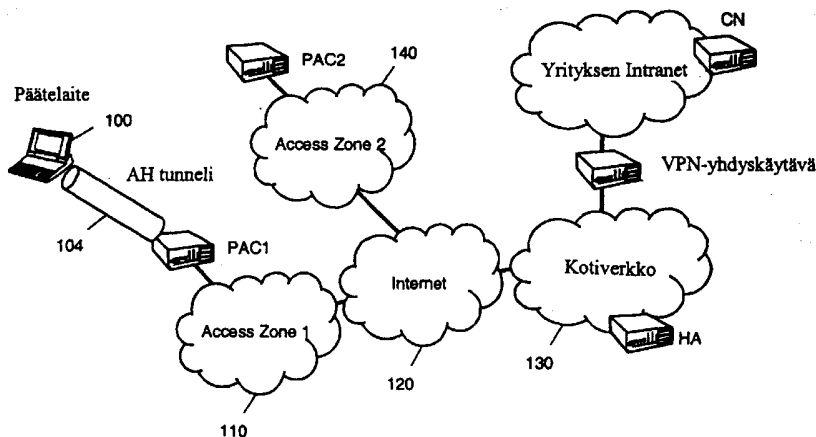 CN
PAC2
140
Yrityksen Intranet
Päätelaite
100
Access Zone 2
AH tunneli
VPN-yhdyskäytävä
104
PAC1
Internet
Kotiverkko
Access Zone 1
HA
130
120
110